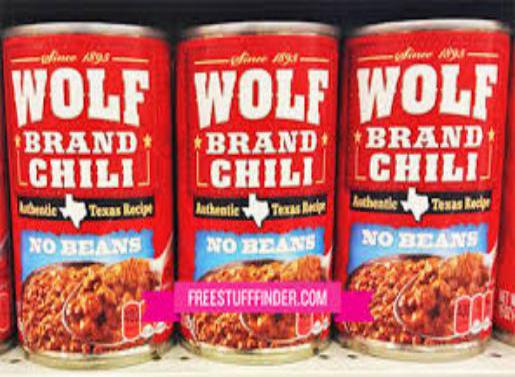 Since 1895
WOLF
BRAND
CHILI
Authentic Texas Recipe
NO BEANS
Since 1895
WOLF
BRAND
CHILI
Authentic Texas Recipe
NO BEANS
Since 1895
WOLF
BRAND
CHILI
Authentic Texas Recipe
NO BEANS
FREESTUFFFINDER.COM